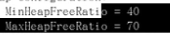 MinHeapFreeRatio = 40
MaxHeapFreeRatio = 70